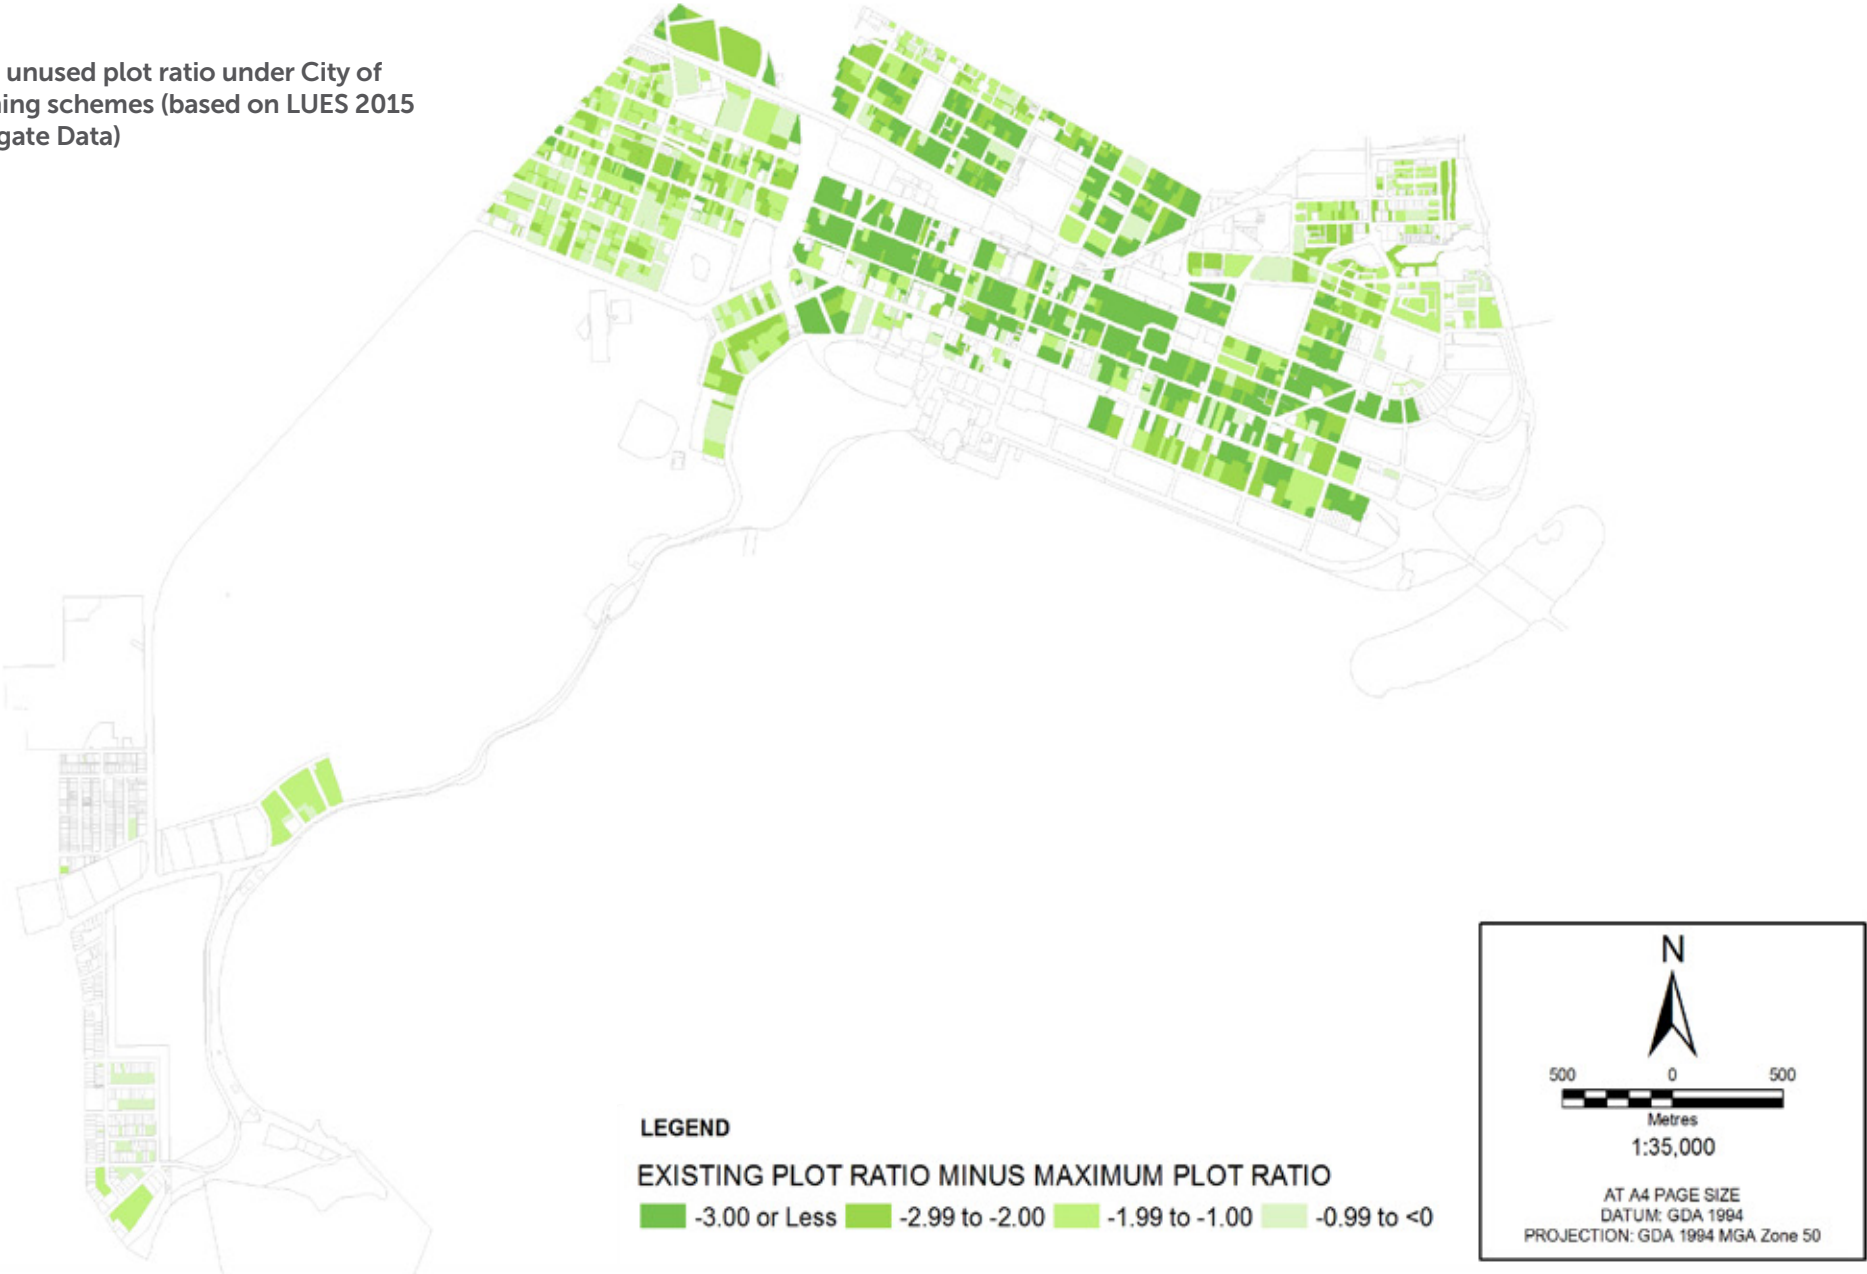 unused plot ratio under City of
ing schemes (based on LUES 2015
gate Data)
LEGEND
EXISTING PLOT RATIO MINUS MAXIMUM PLOT RATIO
-3.00 or Less -2.99 to -2.00 -1.99 to -1.00 -0.99 to <0
N
500 0 500
Metres
1:35,000
AT A4 PAGE SIZE
DATUM: GDA 1994
PROJECTION: GDA 1994 MGA Zone 50